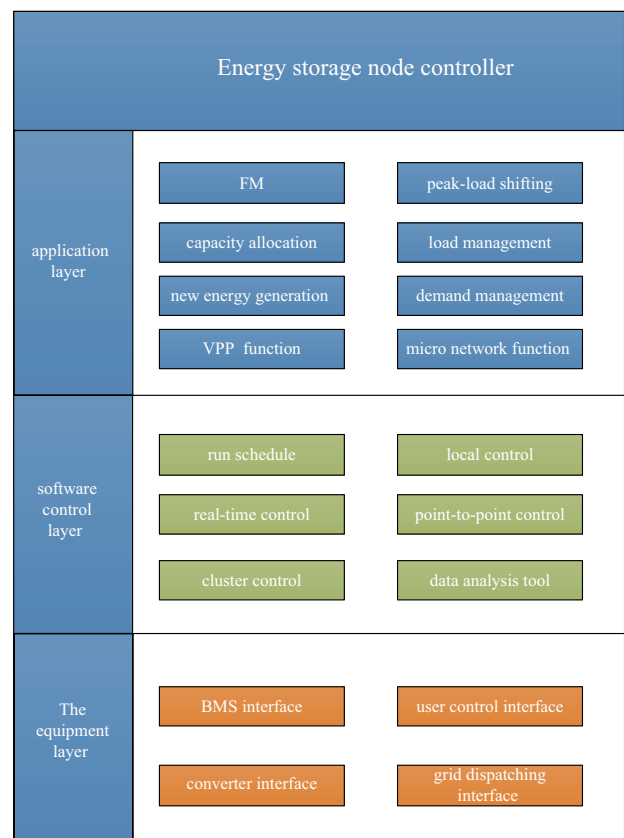 Energy storage node controller
application
layer
FM
peak-load shifting
capacity allocation
load management
new energy generation
demand management
VPP function
micro network function
software
control
layer
run schedule
local control
real-time control
point-to-point control
cluster control
data analysis tool
The
equipment
layer
BMS interface
user control interface
converter interface
grid dispatching
interface